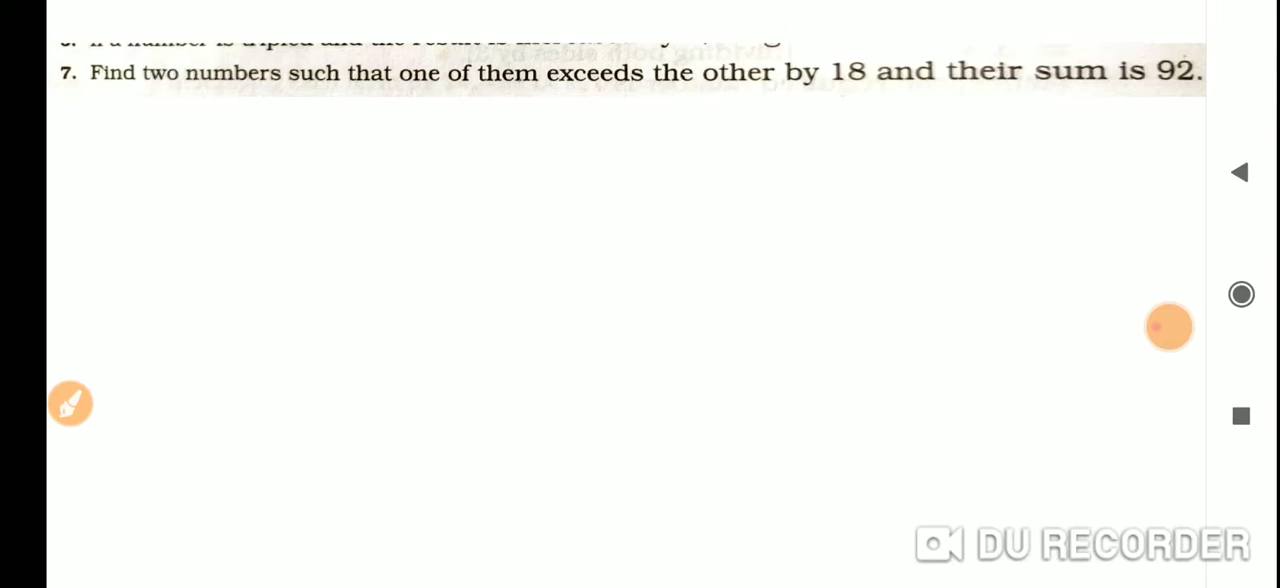 7. Find two numbers such that one of them exceeds the other by 18 and their sum is 92.
DU RECORDER